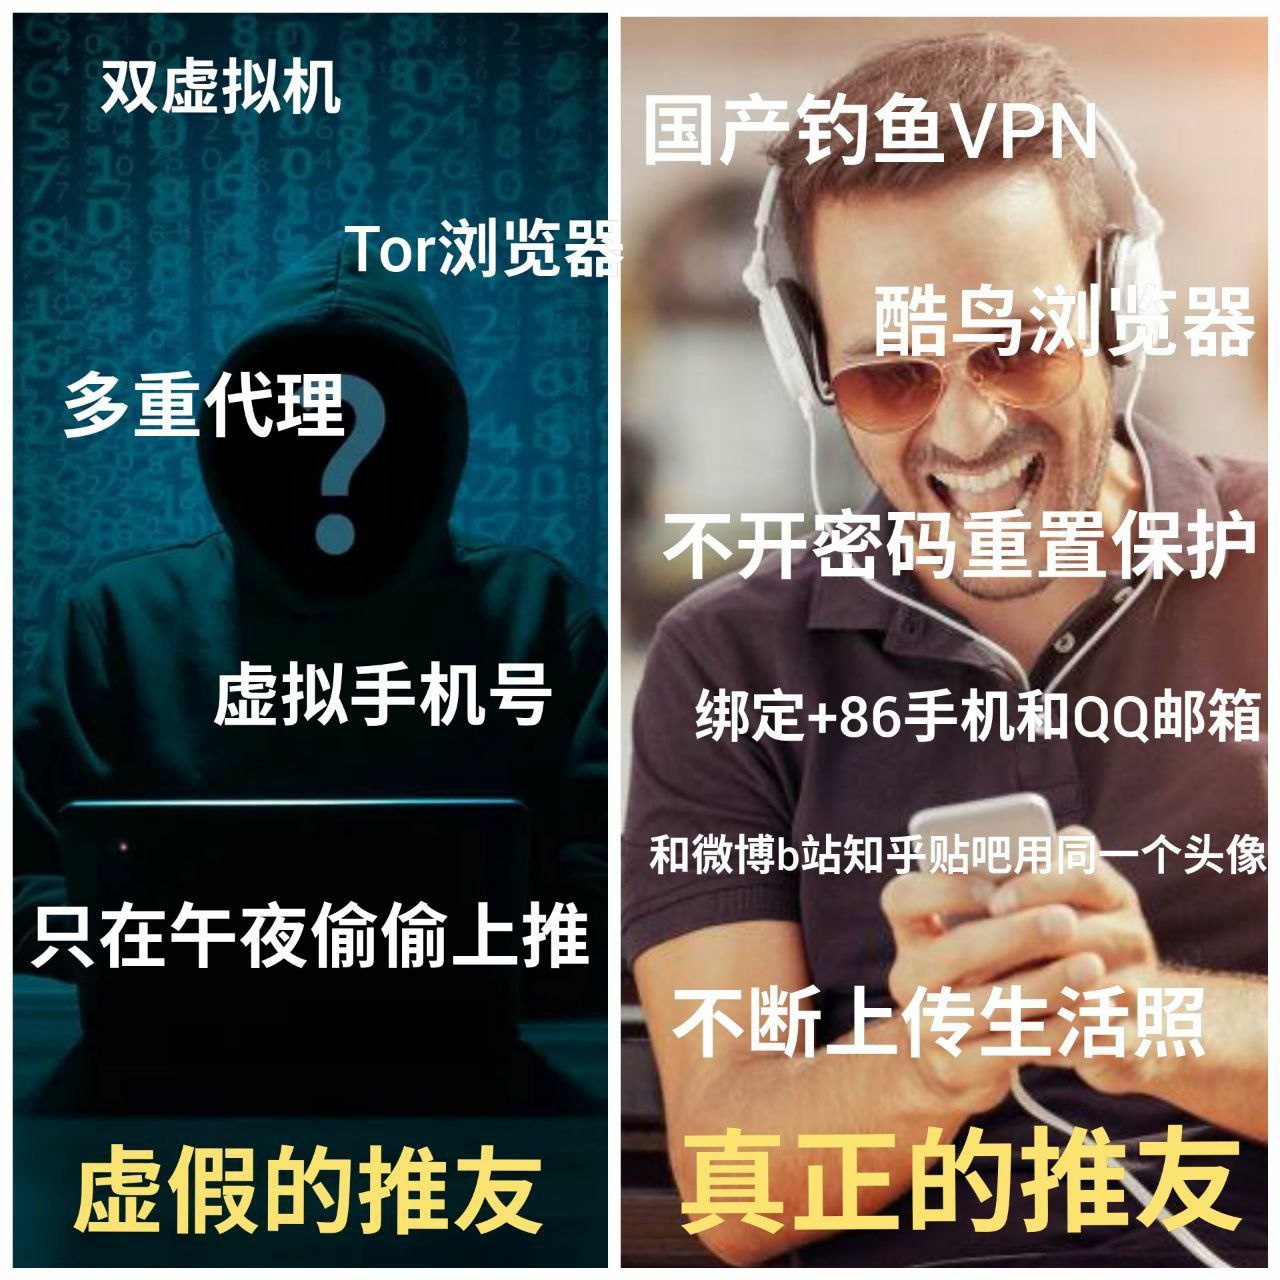 双虚拟机
Tor浏览器
多重代理
虚拟手机号
只在午夜偷偷上推
虚假的推友
国产钓鱼VPN
酷鸟浏览器
不开密码重置保护
绑定+86手机和QQ邮箱
和微博b站知乎贴吧用同一个头像
不断上传生活照
真正的推友